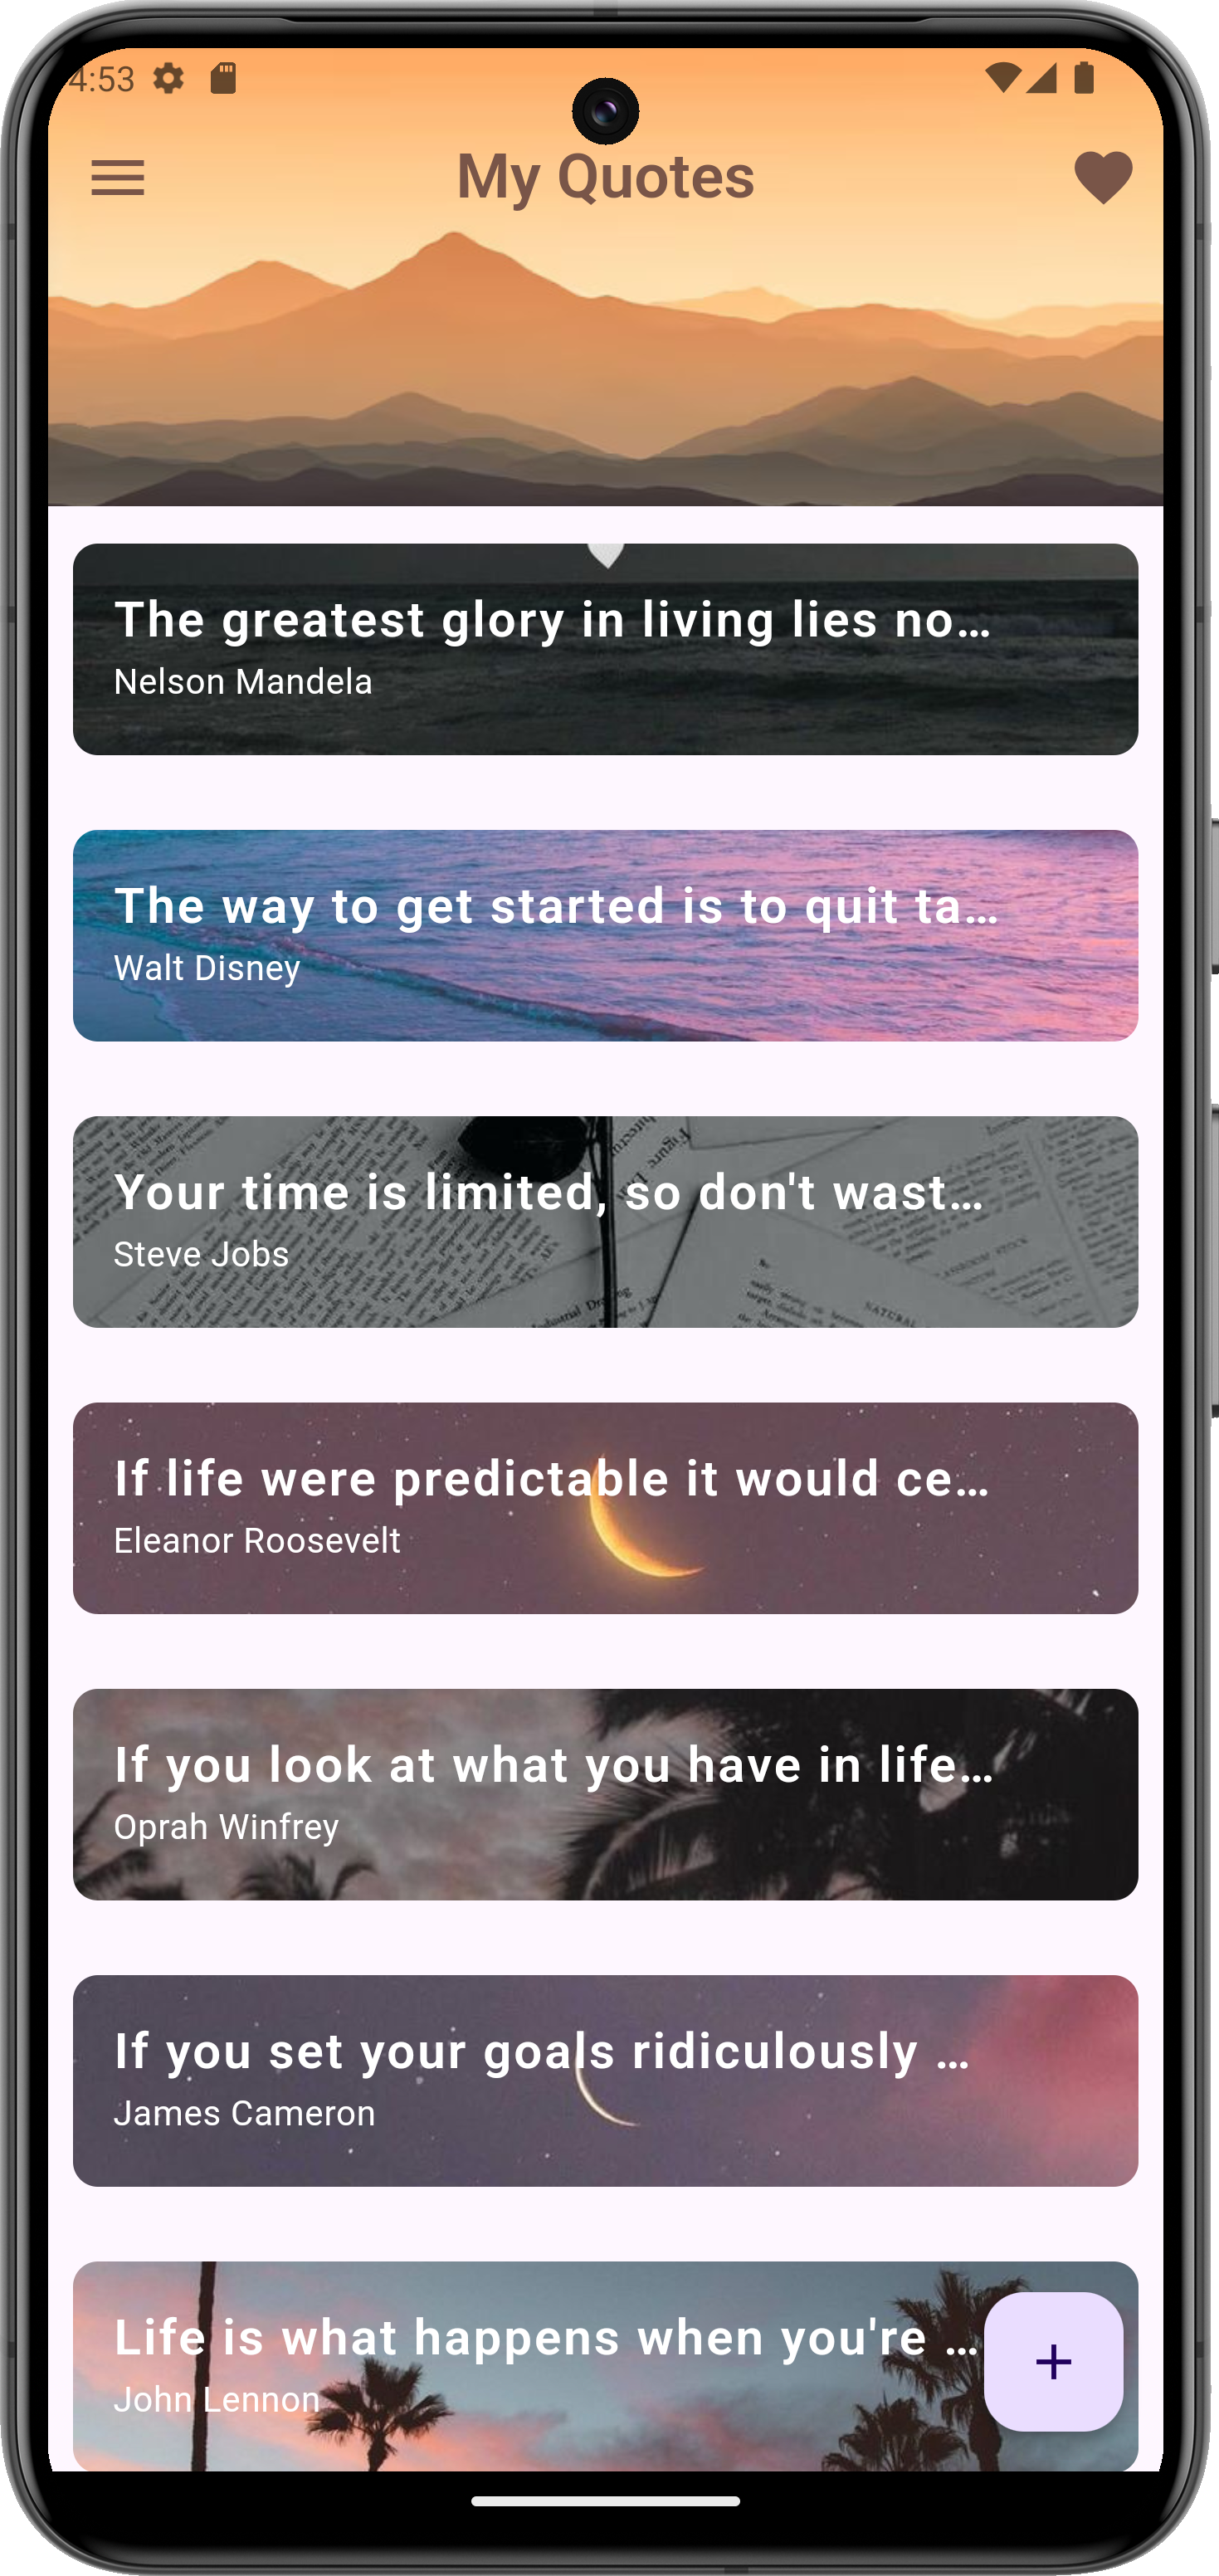 4:53
My Quotes
The greatest glory in living lies no…
Nelson Mandela
The way to get started is to quit ta…
Walt Disney
Your time is limited, so don't wast…
Steve Jobs
If life were predictable it would ce…
Eleanor Roosevelt
If you look at what you have in life…
Oprah Winfrey
If you set your goals ridiculously …
James Cameron
Life is what happens when you're …
John Lennon